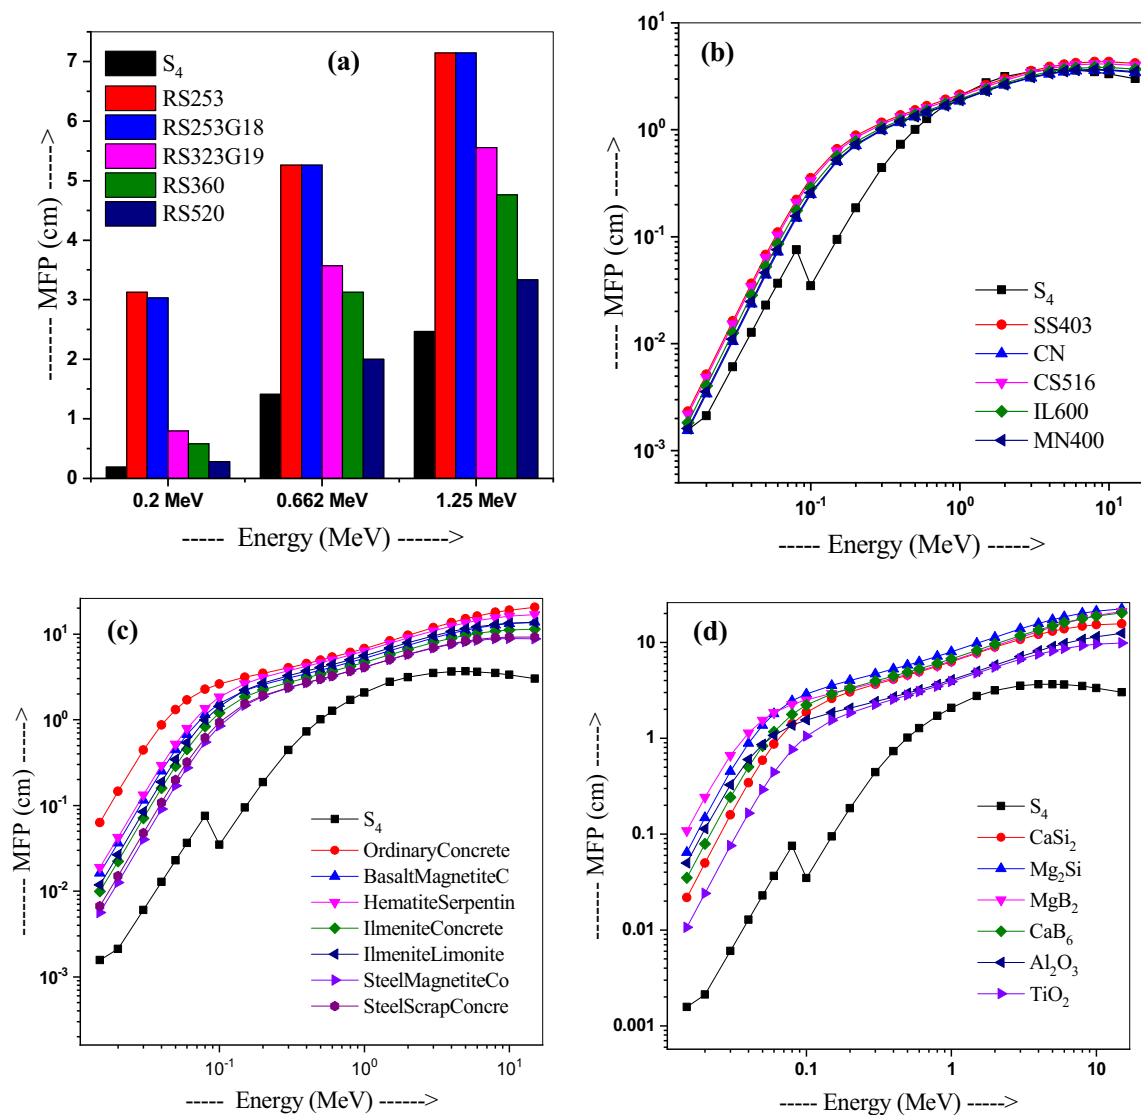 (a)
S4
RS253
RS253G18
RS323G19
RS360
RS520
7
6
5
4
3
2
1
0
0.2 MeV 0.662 MeV 1.25 MeV
------- MFP (cm) ---->
----- Energy (MeV) ------>
(b)
10^1
10^0
10^-1
10^-2
10^-3
S4
SS403
CN
CS516
IL600
MN400
10^-1 10^0 10^1
---- MFP (cm) ---->
----- Energy (MeV) ----->
(c)
10^1
10^0
10^-1
10^-2
10^-3
S4
OrdinaryConcrete
BasaltMagnetiteC
HematiteSerpentin
IlmeniteConcrete
IlmeniteLimonite
SteelMagnetiteCo
SteelScrapConcre
10^-1 10^0 10^1
------- MFP (cm) ---->
----- Energy (MeV) ---->
(d)
10
1
0.1
0.01
0.001
S4
CaSi2
Mg2Si
MgB2
CaB6
Al2O3
TiO2
0.1 1 10
------ MFP (cm) ---->
----- Energy (MeV) ----->